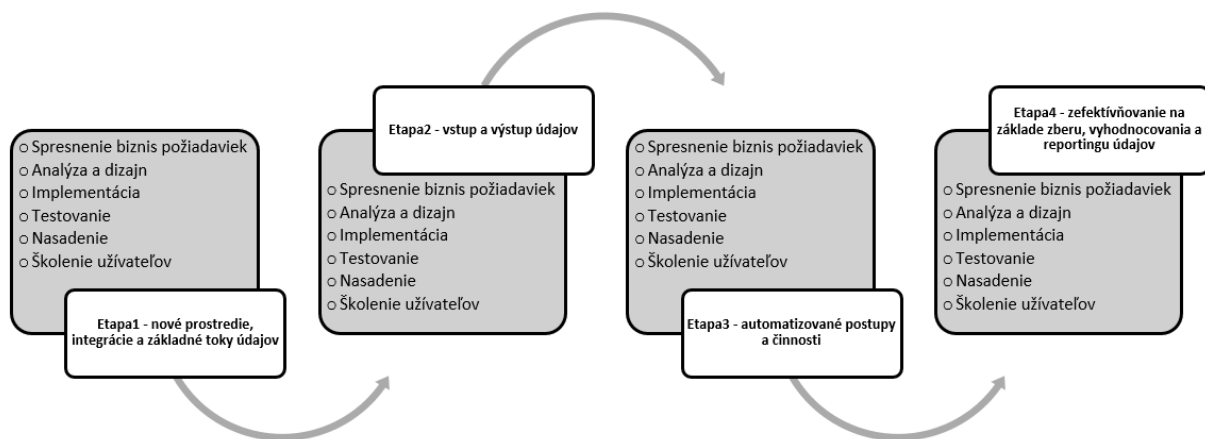 ○ Spresnenie biznis požiadaviek
○ Analýza a dizajn
○ Implementácia
○ Testovanie
○ Nasadenie
○ Školenie užívateľov
Etapa1 - nové prostredie,
integrácie a základné toky údajov
Etapa2 - vstup a výstup údajov
○ Spresnenie biznis požiadaviek
○ Analýza a dizajn
○ Implementácia
○ Testovanie
○ Nasadenie
○ Školenie užívateľov
○ Spresnenie biznis požiadaviek
○ Analýza a dizajn
○ Implementácia
○ Testovanie
○ Nasadenie
○ Školenie užívateľov
Etapa3 - automatizované postupy
a činnosti
Etapa4 - zefektívňovanie na
základe zberu, vyhodnocovania a
reportingu údajov
○ Spresnenie biznis požiadaviek
○ Analýza a dizajn
○ Implementácia
○ Testovanie
○ Nasadenie
○ Školenie užívateľov